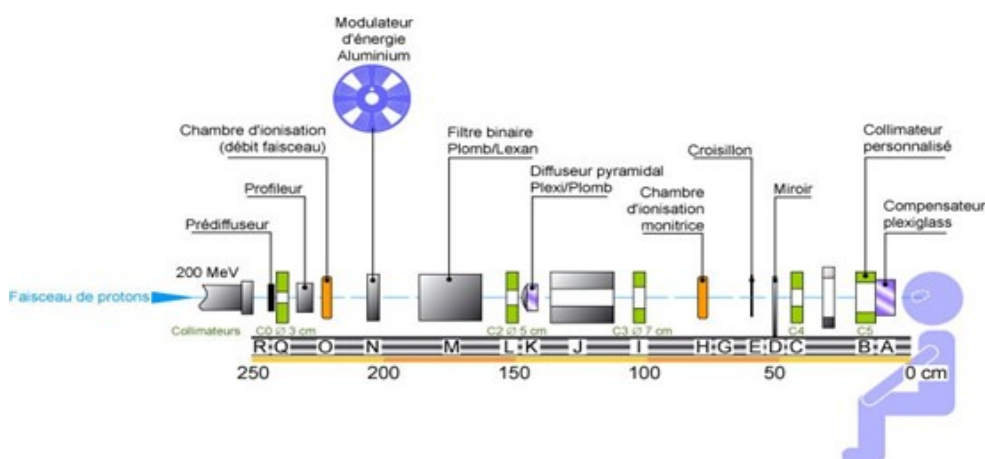 Modulateur
d'énergie
Aluminium
Chambre d'ionisation
(débit faisceau)
Filtre binaire
Plomb/Lexan
Collimateur
personnalisé
Croisillon
Diffuseur pyramidal
Plexi/Plomb
Profileur
Chambre
d'ionisation
monitrice
Miroir
Compensateur
plexiglass
Prédiffuseur
200 MeV
Faisceau de protons
Collimateurs C0 Ø 3 cm C2 Ø 5 cm C3 Ø 7 cm C4 C5
R Q O N M L K J I H G E D C B A
250 200 150 100 50 0 cm